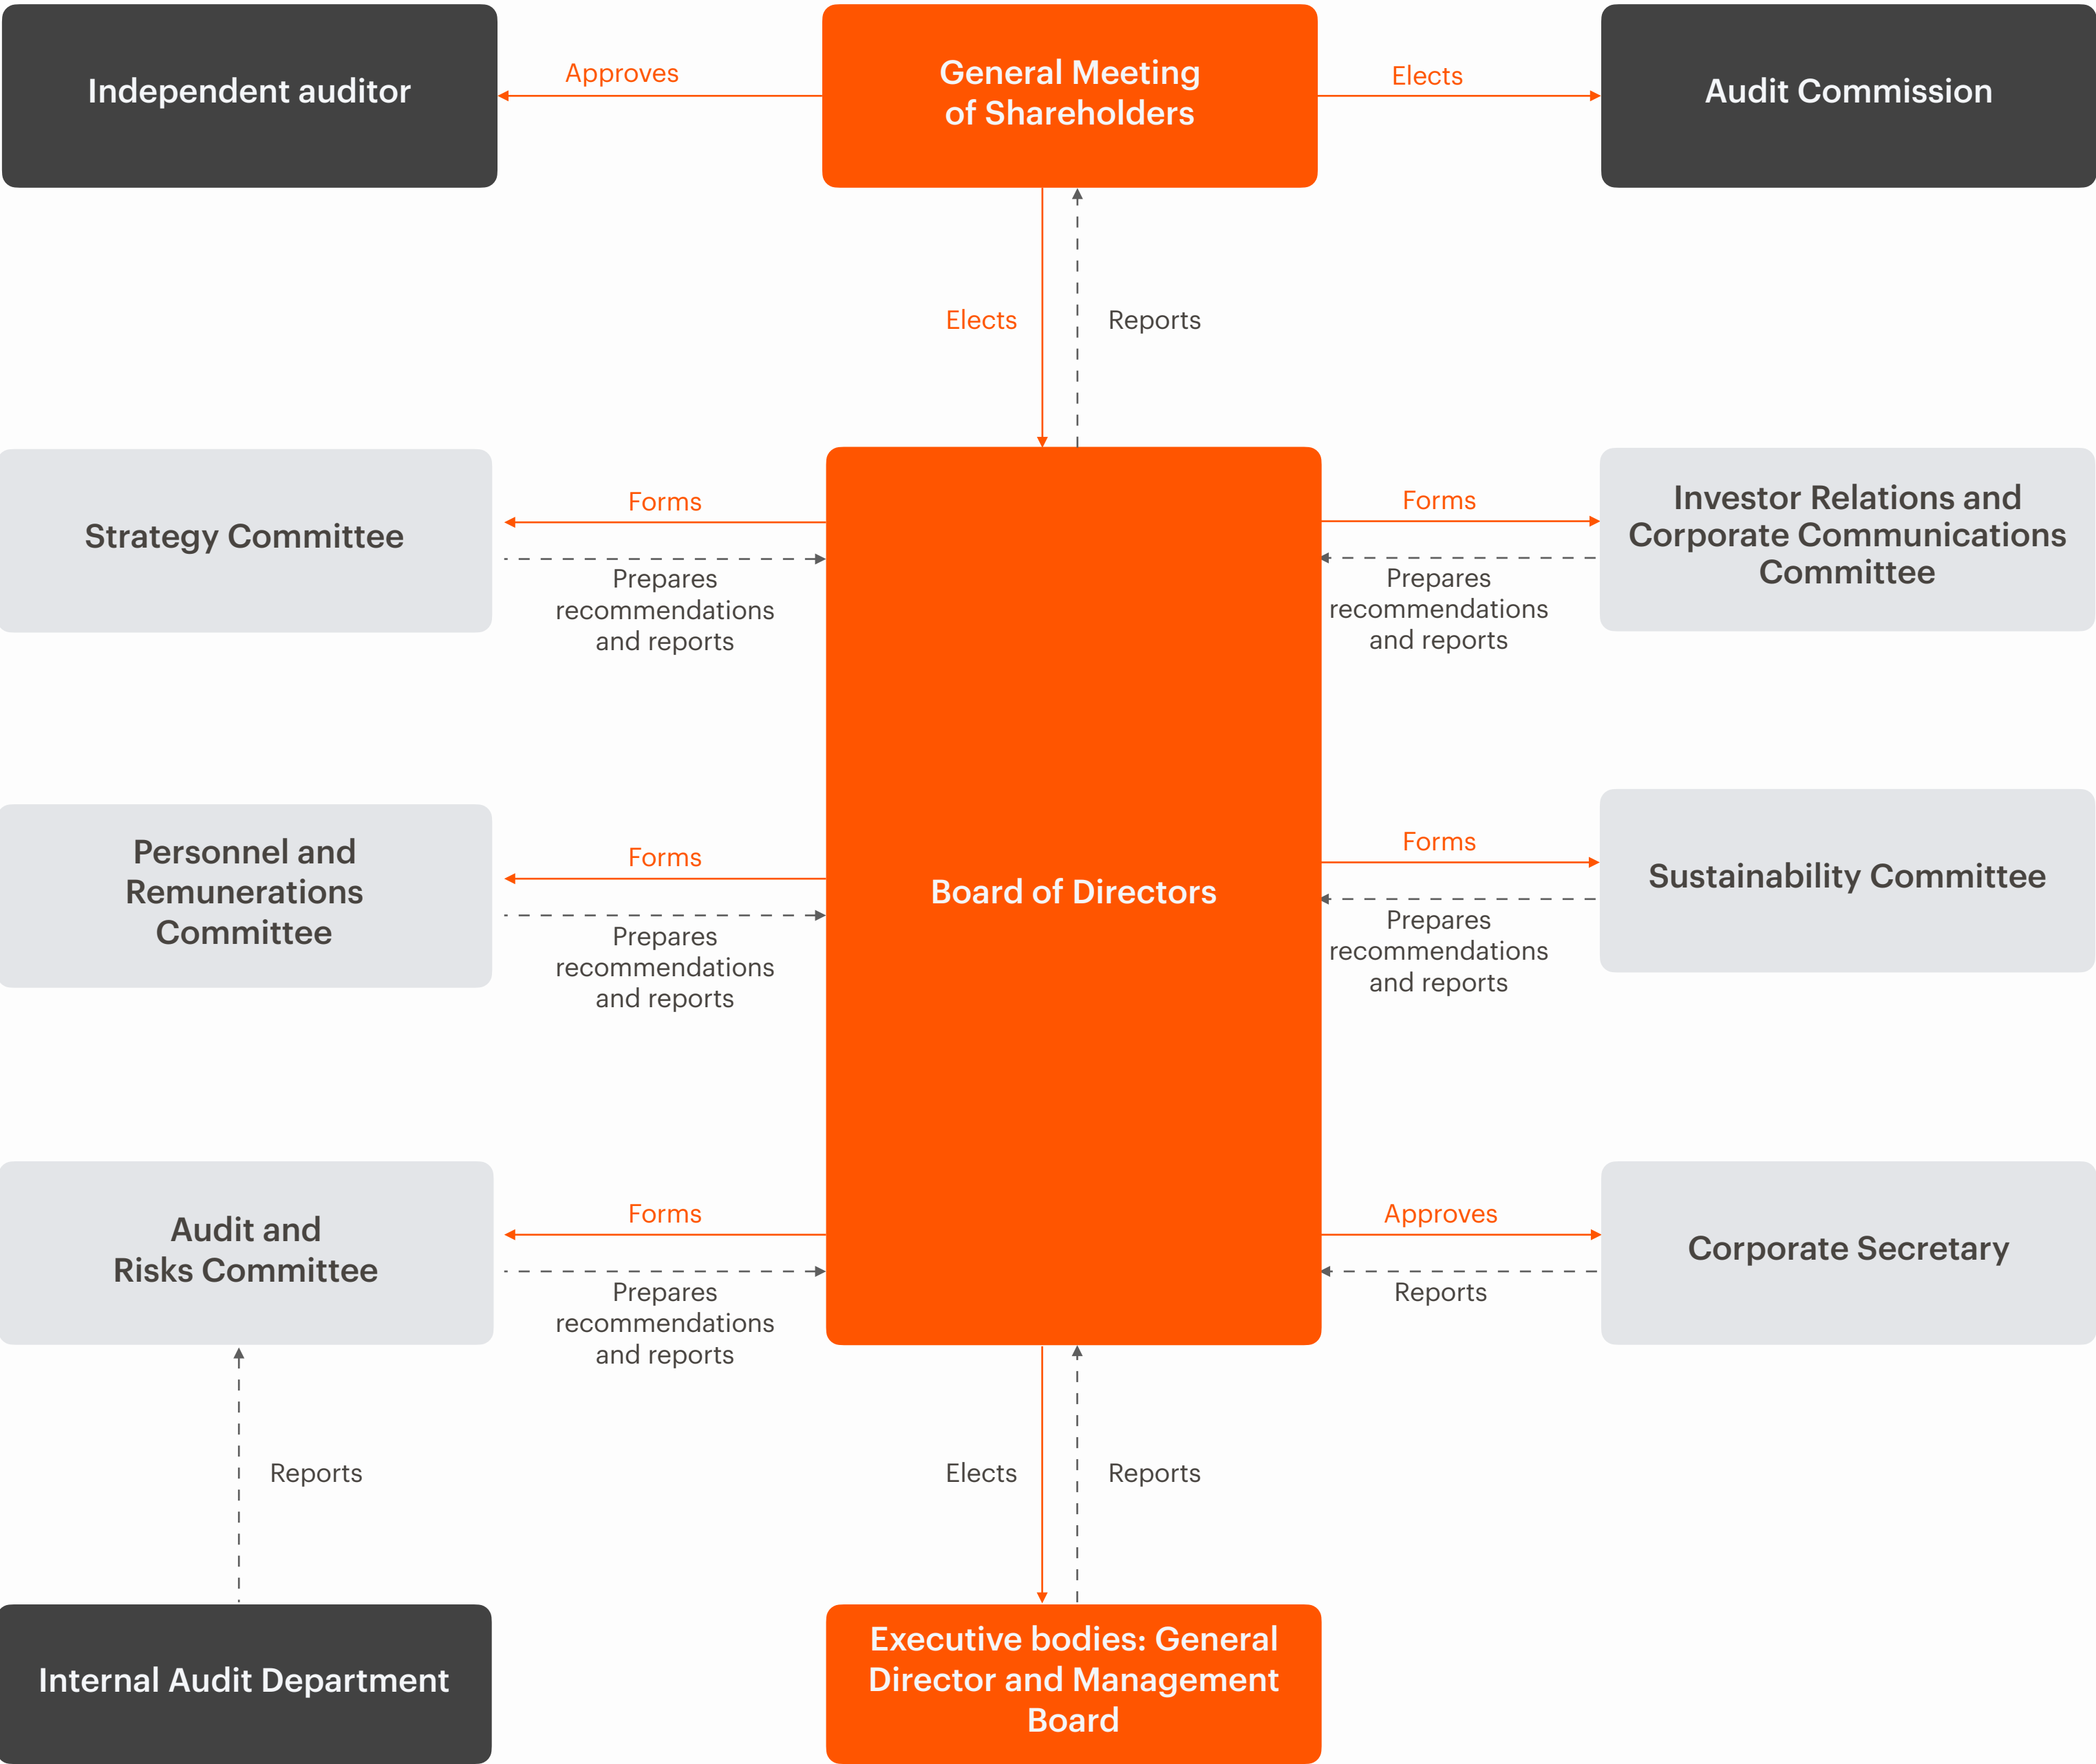 Independent auditor
Approves
General Meeting
of Shareholders
Elects
Audit Commission
Elects
Reports
Strategy Committee
Forms
Prepares
recommendations
and reports
Forms
Prepares
recommendations
and reports
Investor Relations and
Corporate Communications
Committee
Personnel and
Remunerations
Committee
Forms
Prepares
recommendations
and reports
Board of Directors
Forms
Prepares
recommendations
and reports
Sustainability Committee
Audit and
Risks Committee
Forms
Prepares
recommendations
and reports
Approves
Reports
Corporate Secretary
Reports
Elects
Reports
Internal Audit Department
Executive bodies: General
Director and Management
Board